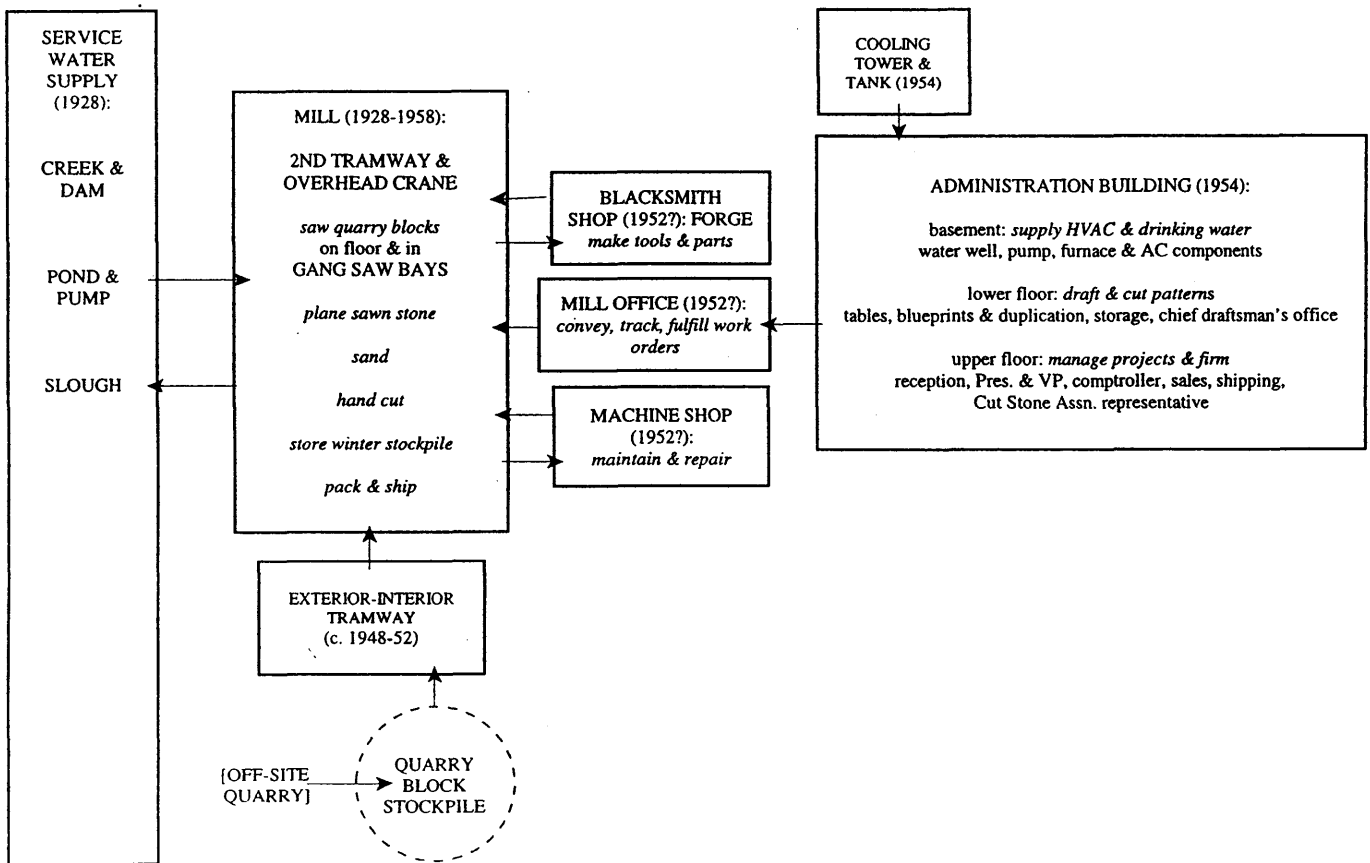 SERVICE
WATER
SUPPLY
(1928):
CREEK &
DAM
POND &
PUMP
SLOUGH
MILL (1928-1958):
2ND TRAMWAY &
OVERHEAD CRANE
saw quarry blocks
on floor & in
GANG SAW BAYS
plane sawn stone
sand
hand cut
store winter stockpile
pack & ship
BLACKSMITH
SHOP (1952?): FORGE
make tools & parts
MILL OFFICE (1952?):
convey, track, fulfill work
orders
MACHINE SHOP
(1952?):
maintain & repair
COOLING
TOWER &
TANK (1954)
ADMINISTRATION BUILDING (1954):
basement: supply HVAC & drinking water
water well, pump, furnace & AC components
lower floor: draft & cut patterns
tables, blueprints & duplication, storage, chief draftsman's office
upper floor: manage projects & firm
reception, Pres. & VP, comptroller, sales, shipping,
Cut Stone Assn. representative
EXTERIOR-INTERIOR
TRAMWAY
(c. 1948-52)
[OFF-SITE
QUARRY]
QUARRY
BLOCK
STOCKPILE